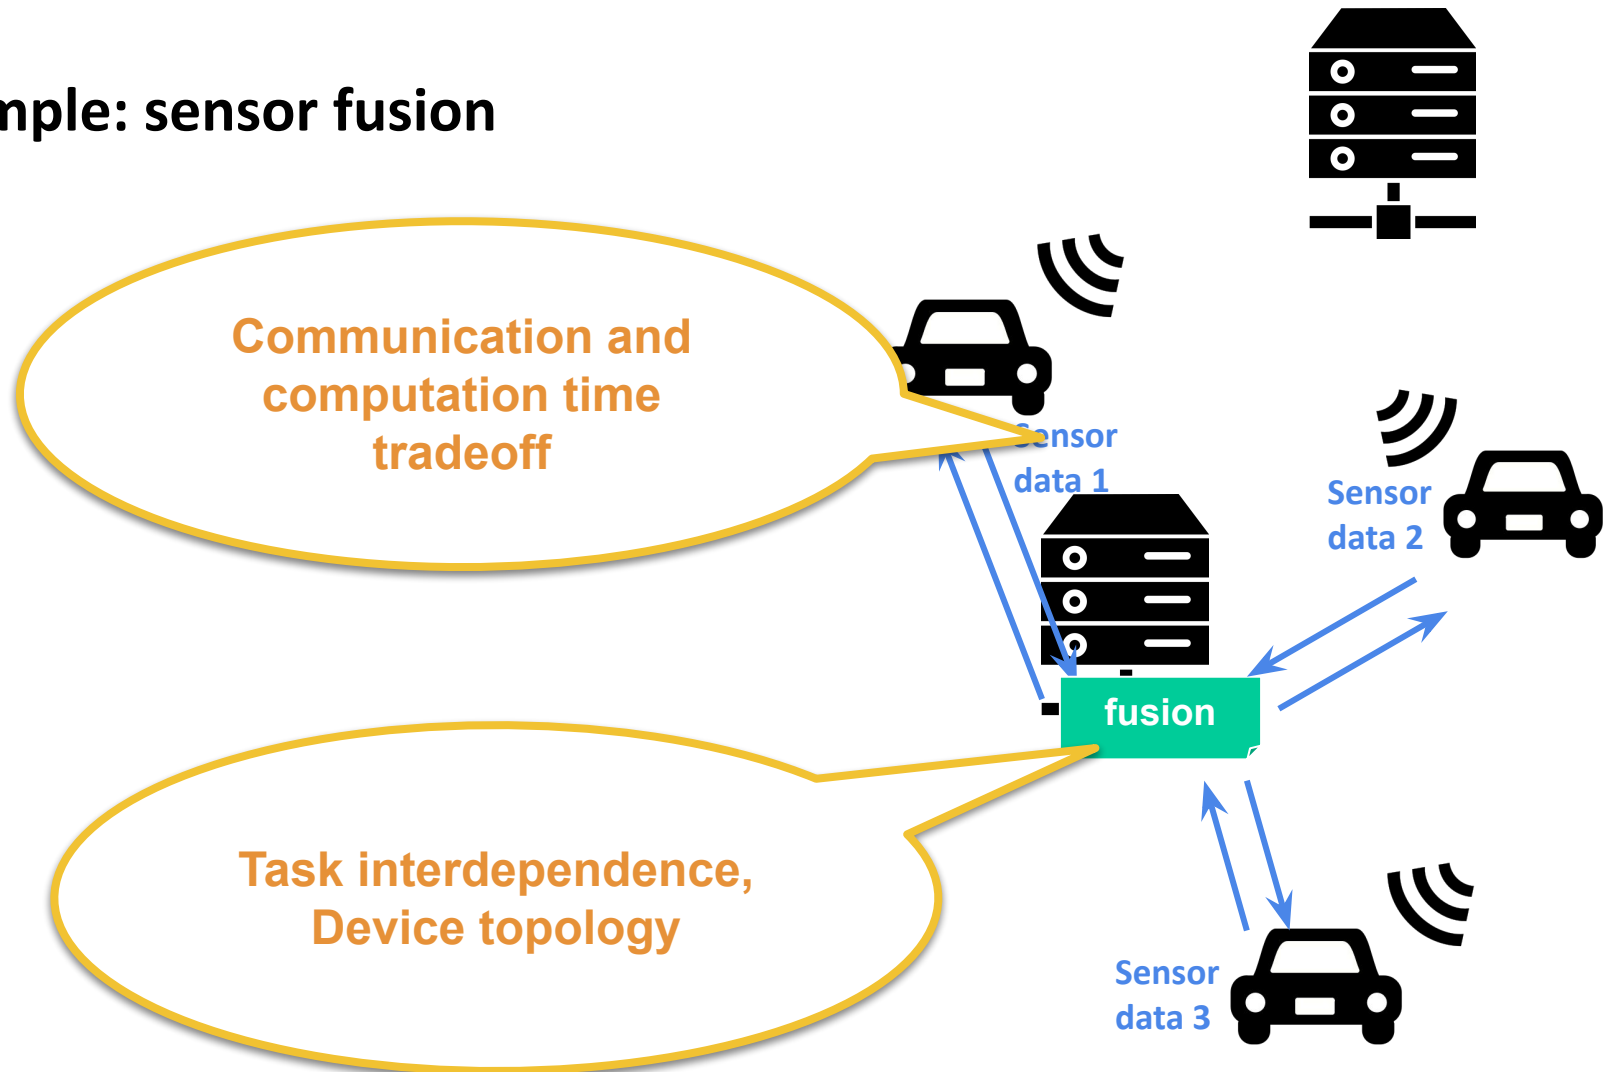 mple: sensor fusion
Communication and
computation time
tradeoff
Sensor
data 1
Sensor
data 2
fusion
Task interdependence,
Device topology
Sensor
data 3